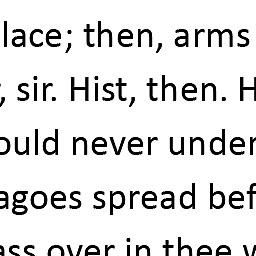 lace; then, arms
, sir. Hist, then. H
ould never under
agoes spread bef
ass over in thee w